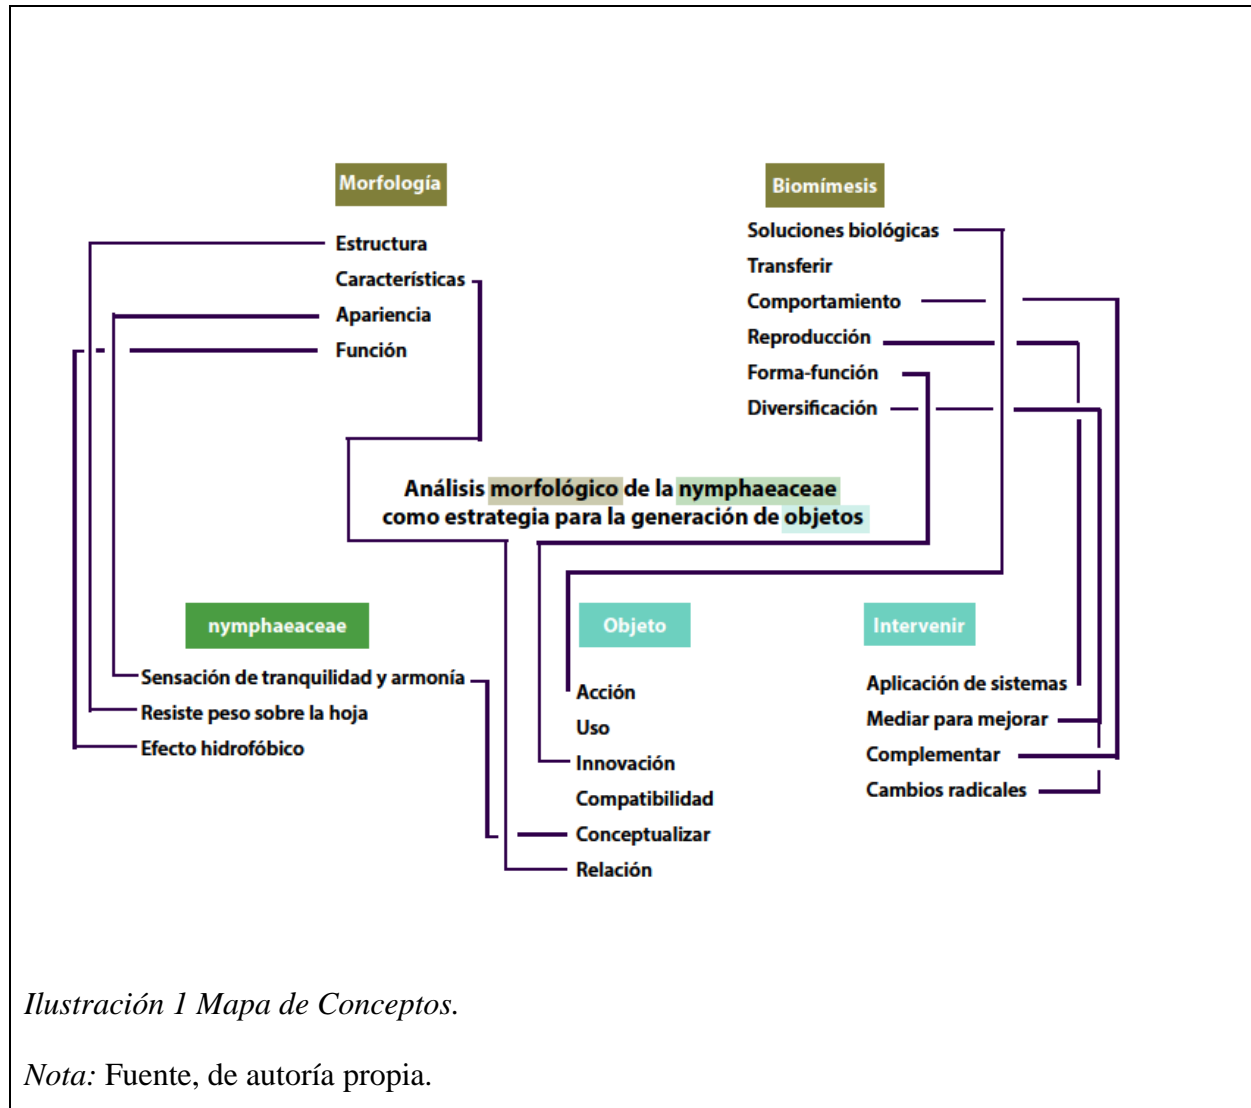 Morfología
Estructura
Características
Apariencia
Función
Biomímesis
Soluciones biológicas
Transferir
Comportamiento
Reproducción
Forma-función
Diversificación
Análisis morfológico de la nymphaeaceae
como estrategia para la generación de objetos
nymphaeaceae
Sensación de tranquilidad y armonía
Resiste peso sobre la hoja
Efecto hidrofóbico
Objeto
Acción
Uso
Innovación
Compatibilidad
Conceptualizar
Relación
Intervenir
Aplicación de sistemas
Mediar para mejorar
Complementar
Cambios radicales
Ilustración 1 Mapa de Conceptos.
Nota: Fuente, de autoría propia.